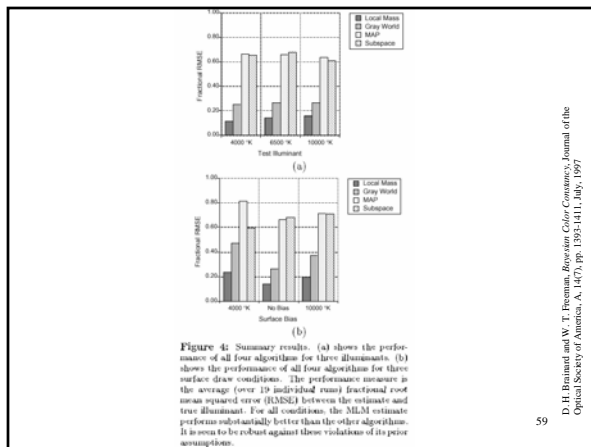 Local Mass
Gray World
MAP
Subspace
Fractional RMSE
1.00
0.80
0.60
0.40
0.20
0.00
4000 °K 6500 °K 10000 °K
Test Illuminant
(a)
Local Mass
Gray World
MAP
Subspace
Fractional RMSE
1.00
0.80
0.60
0.40
0.20
0.00
4000 °K No Bias 10000 °K
Surface Bias
(b)
Figure 4: Summary results. (a) shows the perfor-
mance of all four algorithms for three illuminants. (b)
shows the performance of all four algorithms for three
surface draw conditions. The performance measure is
the average (over 19 individual runs) fractional root
mean squared error (RMSE) between the estimate and
true illuminant. For all conditions, the MLM estimate
performs substantially better than the other algorithms.
It is seen to be robust against these violations of its prior
assumptions.
D. H. Brainard and W. T. Freeman, Bayesian Color Constancy, Journal of the
Optical Society of America, A, 14(7), pp. 1393-1411, July, 1997
59